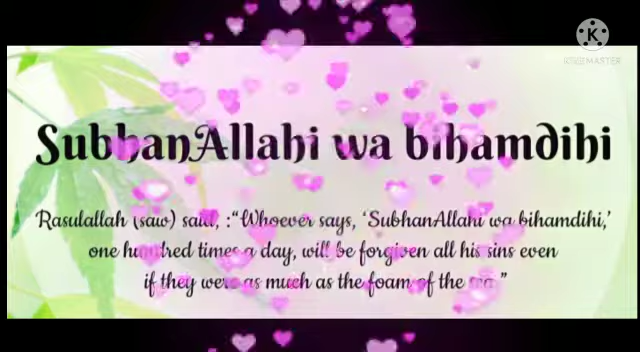 K
KINEMASTER
SubhanAllahi wa bihamdihi
Rasulallah (saw) said, :“Whoever says, ‘SubhanAllahi wa bihamdihi,’
one hundred times a day, will be forgiven all his sins even
if they were as much as the foam of the sea.”